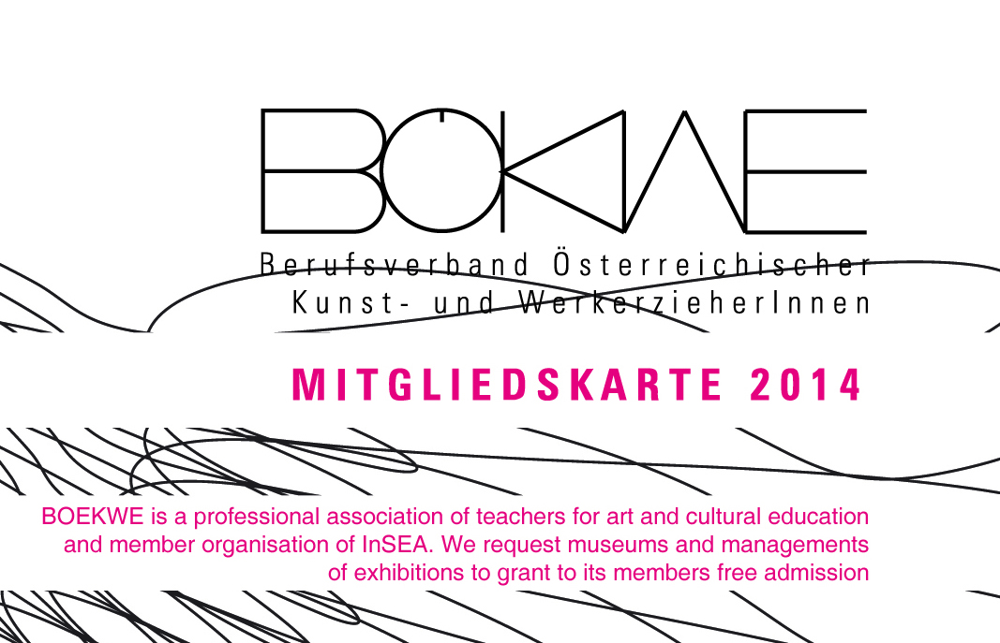 BÖKWE
Berufsverband Österreichischer
Kunst- und WerkerzieherInnen
MITGLIEDSKARTE 2014
BOEKWE is a professional association of teachers for art and cultural education
and member organisation of InSEA. We request museums and managements
of exhibitions to grant to its members free admission